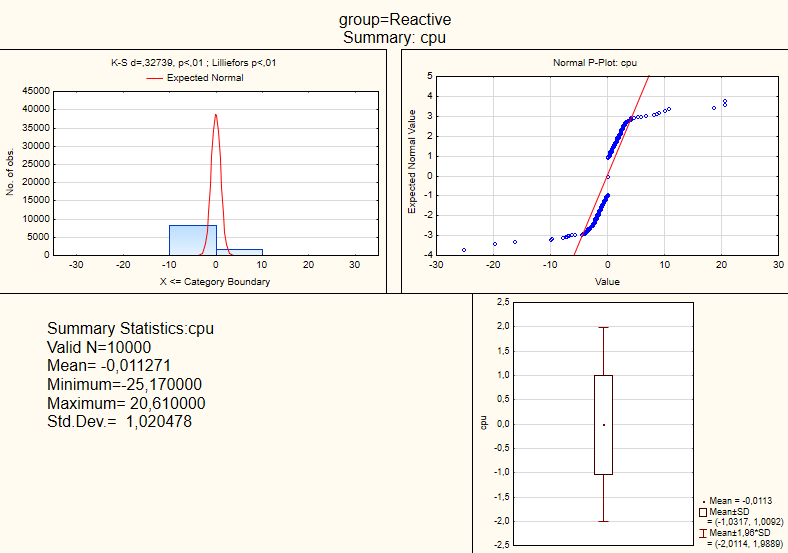 group=Reactive
Summary: cpu
K-S d=,32739, p<,01 ; Lilliefors p<,01
Expected Normal
45000
40000
35000
30000
25000
20000
15000
10000
5000
0
No. of obs.
-30 -20 -10 0 10 20 30
X <= Category Boundary
Normal P-Plot: cpu
5
4
3
2
1
0
-1
-2
-3
-4
Expected Normal Value
-30 -20 -10 0 10 20 30
Value
Summary Statistics:cpu
Valid N=10000
Mean= -0,011271
Minimum=-25,170000
Maximum= 20,610000
Std.Dev.= 1,020478
2,5
2,0
1,5
1,0
0,5
0,0
-0,5
-1,0
-1,5
-2,0
-2,5
cpu
Mean = -0,0113
Mean±SD
= (-1,0317, 1,0092)
Mean±1,96*SD
= (-2,0114, 1,9889)